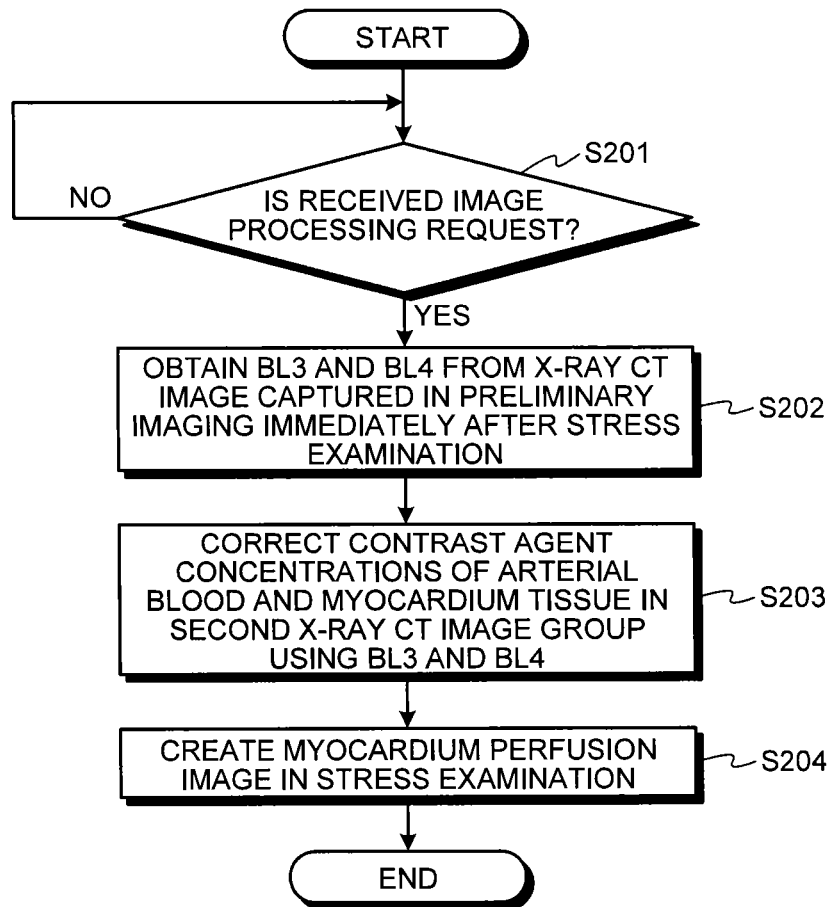 START
S201
NO
IS RECEIVED IMAGE
PROCESSING REQUEST?
YES
OBTAIN BL3 AND BL4 FROM X-RAY CT
IMAGE CAPTURED IN PRELIMINARY
IMAGING IMMEDIATELY AFTER STRESS
EXAMINATION
S202
CORRECT CONTRAST AGENT
CONCENTRATIONS OF ARTERIAL
BLOOD AND MYOCARDIUM TISSUE IN
SECOND X-RAY CT IMAGE GROUP
USING BL3 AND BL4
S203
CREATE MYOCARDIUM PERFUSION
IMAGE IN STRESS EXAMINATION
S204
END